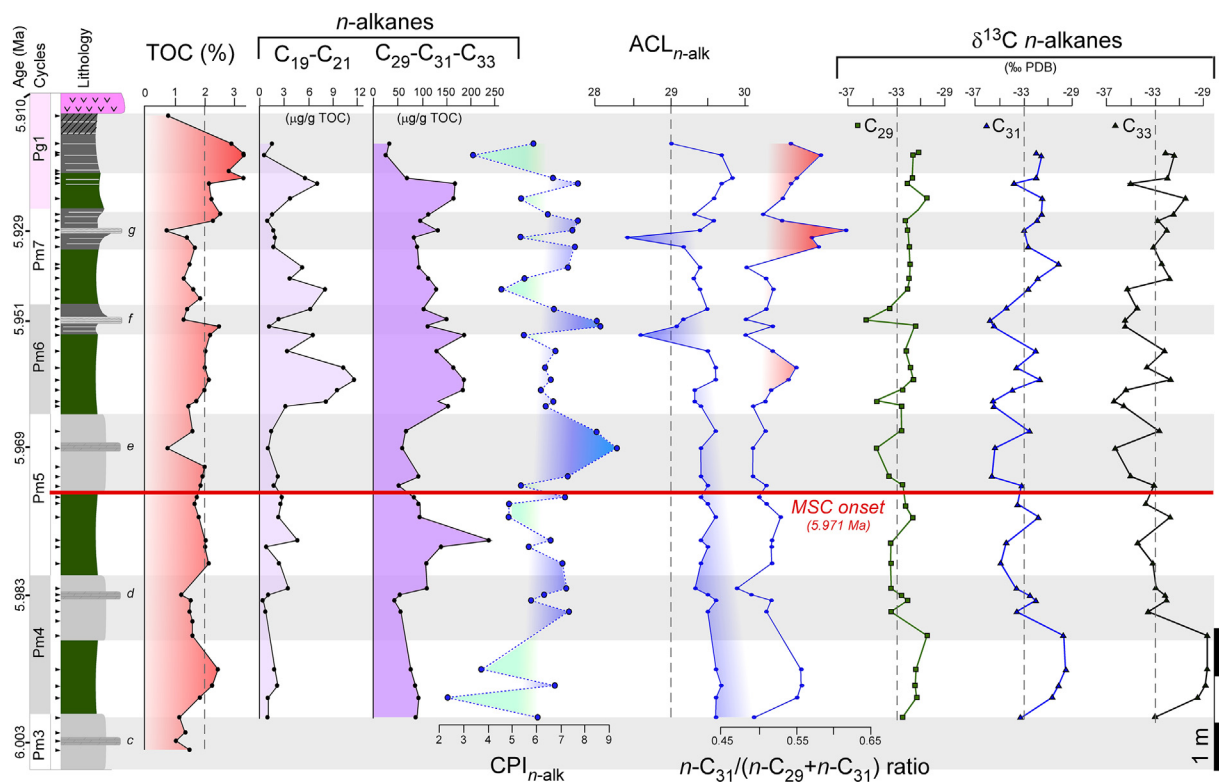 n-alkanes
TOC (%)
C19-C21
C29-C31-C33
ACLn-alk
δ13C n-alkanes
(‰ PDB)
Age (Ma)
Cycles
Lithology
0 1 2 3
0 3 6 9 12
0 50 100 150 200 250
28 29 30
-37 -33 -29
-37 -33 -29
-37 -33 -29
(µg/g TOC)
(µg/g TOC)
C29
C31
C33
5.910
Pg1
5.929
g
Pm7
5.951
f
Pm6
5.969
e
Pm5
MSC onset
(5.971 Ma)
5.983
d
Pm4
6.003
c
Pm3
2 3 4 5 6 7 8 9
CPIn-alk
0.45 0.55 0.65
n-C31/(n-C29+n-C31) ratio
1 m